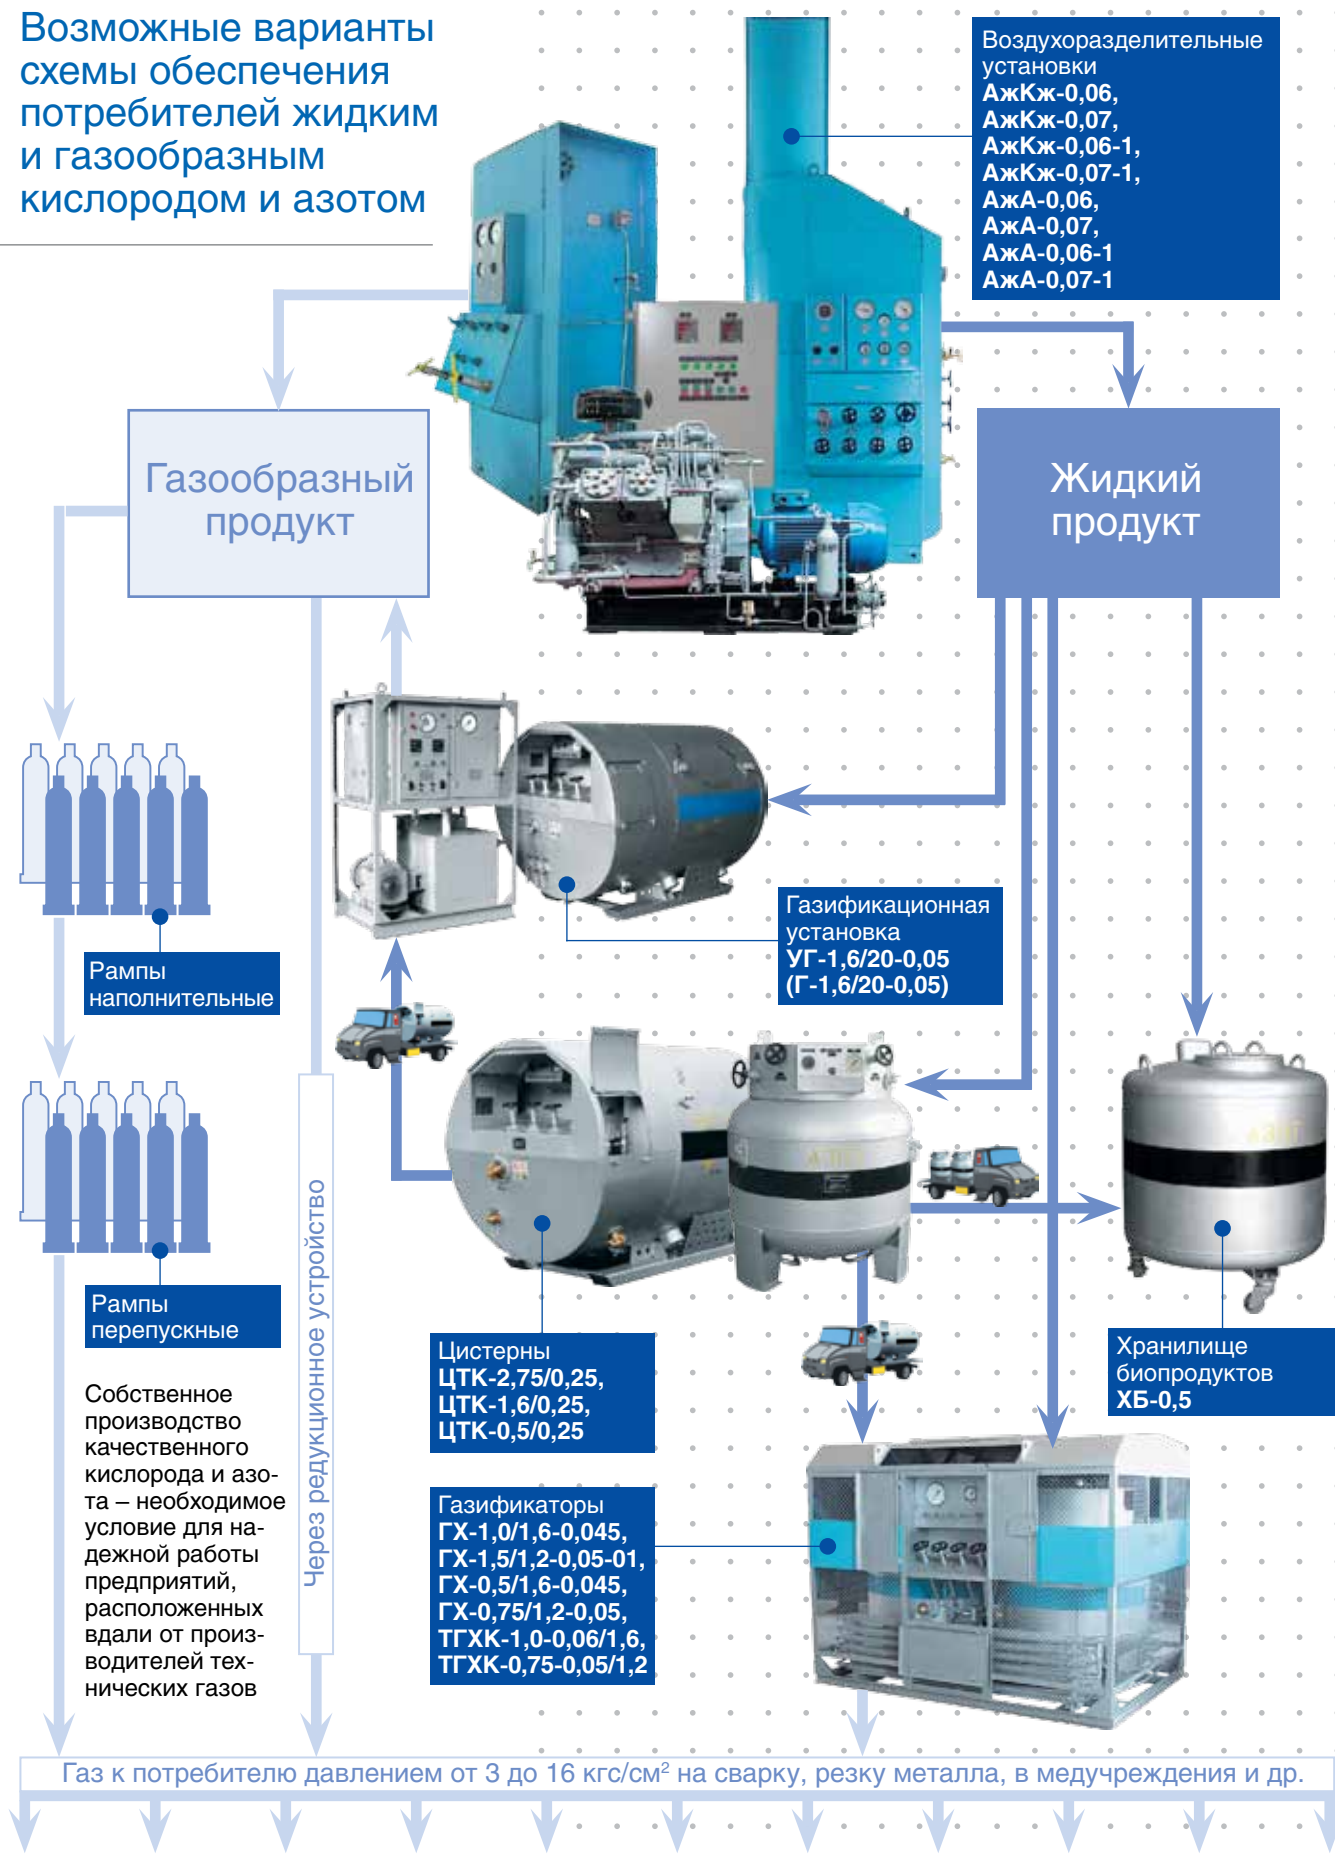 Возможные варианты
схемы обеспечения
потребителей жидким
и газообразным
кислородом и азотом
Воздухоразделительные
установки
АжКж-0,06,
АжКж-0,07,
АжКж-0,06-1,
АжКж-0,07-1,
АжА-0,06,
АжА-0,07,
АжА-0,06-1
АжА-0,07-1
Газообразный
продукт
Жидкий
продукт
Газификационная
установка
УГ-1,6/20-0,05
(Г-1,6/20-0,05)
Рампы
наполнительные
Рампы
перепускные
Через редукционное устройство
Собственное
производство
качественного
кислорода и азо-
та – необходимое
условие для на-
дежной работы
предприятий,
расположенных
вдали от произ-
водителей тех-
нических газов
Цистерны
ЦТК-2,75/0,25,
ЦТК-1,6/0,25,
ЦТК-0,5/0,25
Хранилище
биопродуктов
ХБ-0,5
Газификаторы
ГХ-1,0/1,6-0,045,
ГХ-1,5/1,2-0,05-01,
ГХ-0,5/1,6-0,045,
ГХ-0,75/1,2-0,05,
ТГХК-1,0-0,06/1,6,
ТГХК-0,75-0,05/1,2
Газ к потребителю давлением от 3 до 16 кгс/см² на сварку, резку металла, в медучреждения и др.